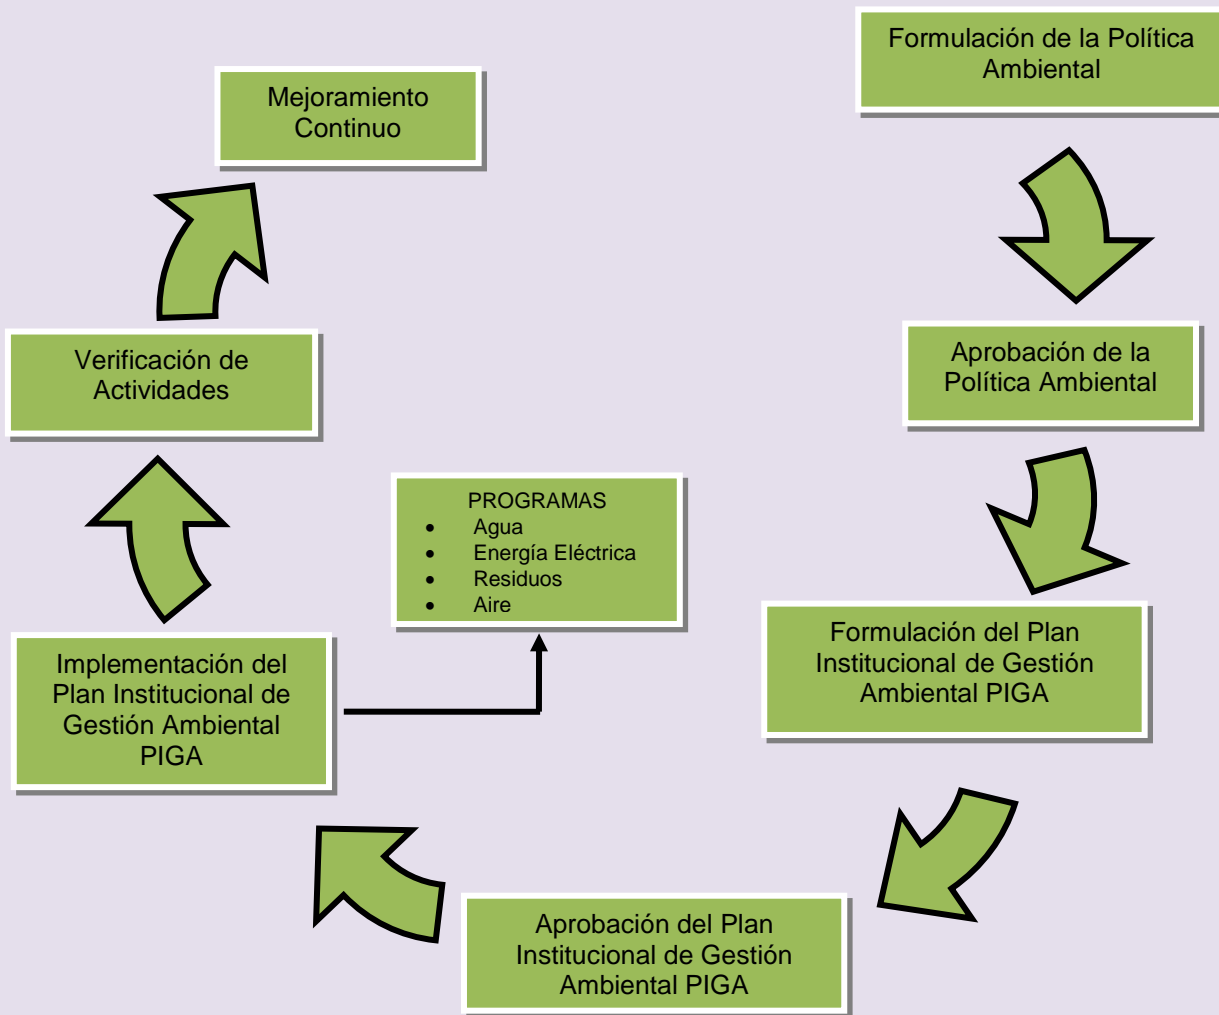 Formulación de la Política
Ambiental
Mejoramiento
Continuo
Verificación de
Actividades
Aprobación de la
Política Ambiental
PROGRAMAS
• Agua
• Energía Eléctrica
• Residuos
• Aire
Implementación del
Plan Institucional de
Gestión Ambiental
PIGA
Formulación del Plan
Institucional de Gestión
Ambiental PIGA
Aprobación del Plan
Institucional de Gestión
Ambiental PIGA